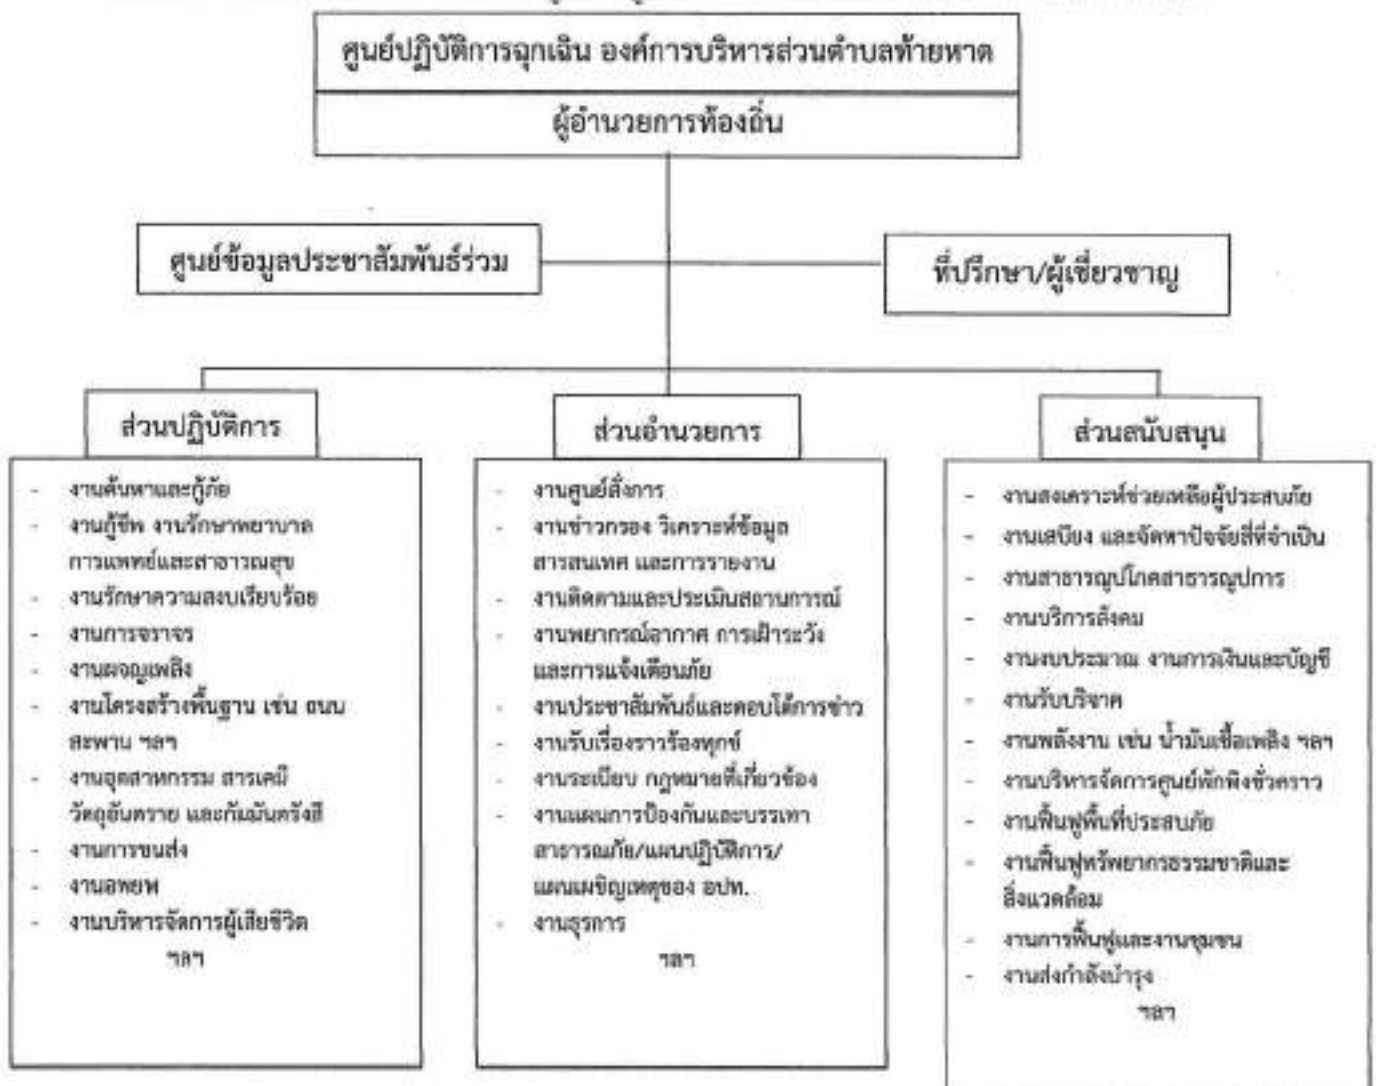 ศูนย์ปฏิบัติการฉุกเฉิน องค์การบริหารส่วนตำบลท้ายหาด
ผู้อำนวยการท้องถิ่น
ศูนย์ข้อมูลประชาสัมพันธ์ร่วม
ที่ปรึกษา/ผู้เชี่ยวชาญ
ส่วนปฏิบัติการ
- งานค้นหาและกู้ภัย
- งานกู้ชีพ งานรักษาพยาบาล
การแพทย์และสาธารณสุข
- งานรักษาความสงบเรียบร้อย
- งานการจราจร
- งานผจญเพลิง
- งานโครงสร้างพื้นฐาน เช่น ถนน
สะพาน ฯลฯ
- งานอุตสาหกรรม สารเคมี
วัตถุอันตราย และกัมมันตรังสี
- งานการขนส่ง
- งานอพยพ
- งานบริหารจัดการผู้เสียชีวิต
ฯลฯ
ส่วนอำนวยการ
- งานศูนย์สั่งการ
- งานข่าวกรอง วิเคราะห์ข้อมูล
สารสนเทศ และการรายงาน
- งานติดตามและประเมินสถานการณ์
- งานพยากรณ์อากาศ การเฝ้าระวัง
และการแจ้งเตือนภัย
- งานประชาสัมพันธ์และตอบโต้การข่าว
- งานรับเรื่องราวร้องทุกข์
- งานระเบียบ กฎหมายที่เกี่ยวข้อง
- งานแผนการป้องกันและบรรเทา
สาธารณภัย/แผนปฏิบัติการ/
แผนเผชิญเหตุของ อปท.
- งานธุรการ
ฯลฯ
ส่วนสนับสนุน
- งานสงเคราะห์ช่วยเหลือผู้ประสบภัย
- งานเสบียง และจัดหาปัจจัยสี่ที่จำเป็น
- งานสาธารณูปโภคสาธารณูปการ
- งานบริการสังคม
- งานงบประมาณ งานการเงินและบัญชี
- งานรับบริจาค
- งานพลังงาน เช่น น้ำมันเชื้อเพลิง ฯลฯ
- งานบริหารจัดการศูนย์พักพิงชั่วคราว
- งานฟื้นฟูพื้นที่ประสบภัย
- งานฟื้นฟูทรัพยากรธรรมชาติและ
สิ่งแวดล้อม
- งานการฟื้นฟูและงานชุมชน
- งานส่งกำลังบำรุง
ฯลฯ